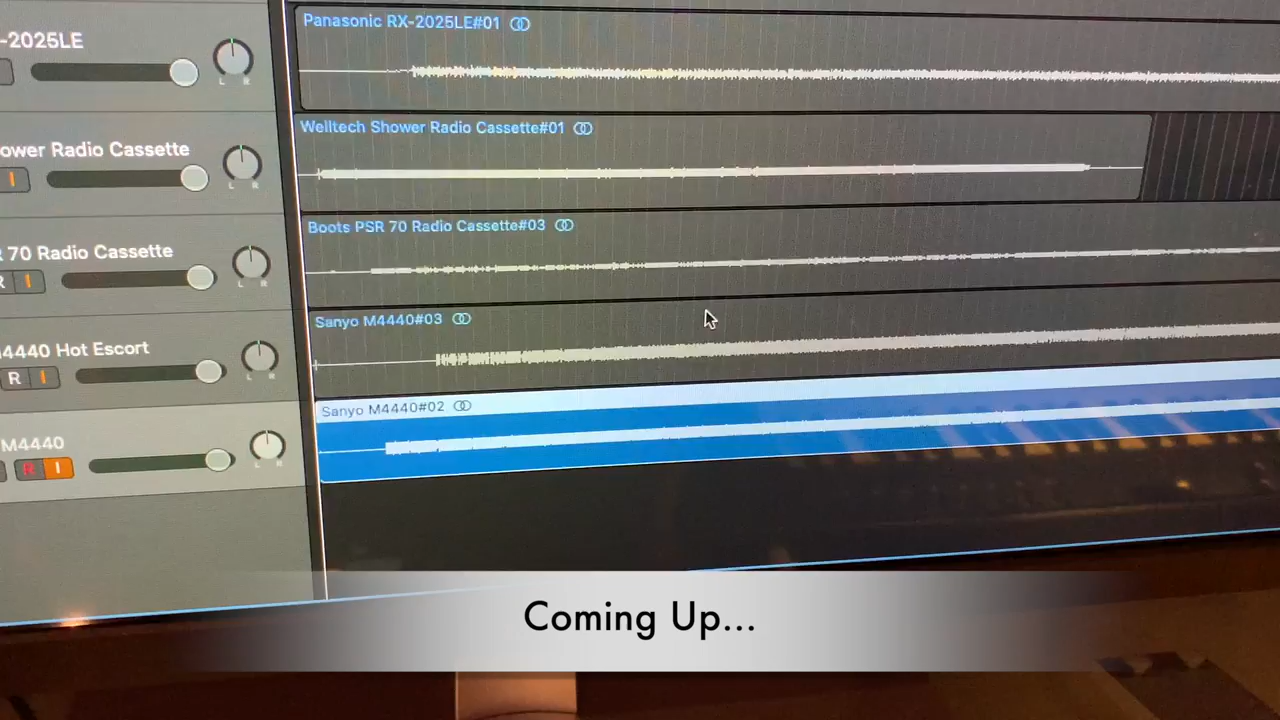 -2025LE
L R
Panasonic RX-2025LE#01
ower Radio Cassette
I
L R
Welltech Shower Radio Cassette#01
70 Radio Cassette
R I
L R
Boots PSR 70 Radio Cassette#03
4440 Hot Escort
R I
L R
Sanyo M4440#03
M4440
R I
L R
Sanyo M4440#02
Coming Up...